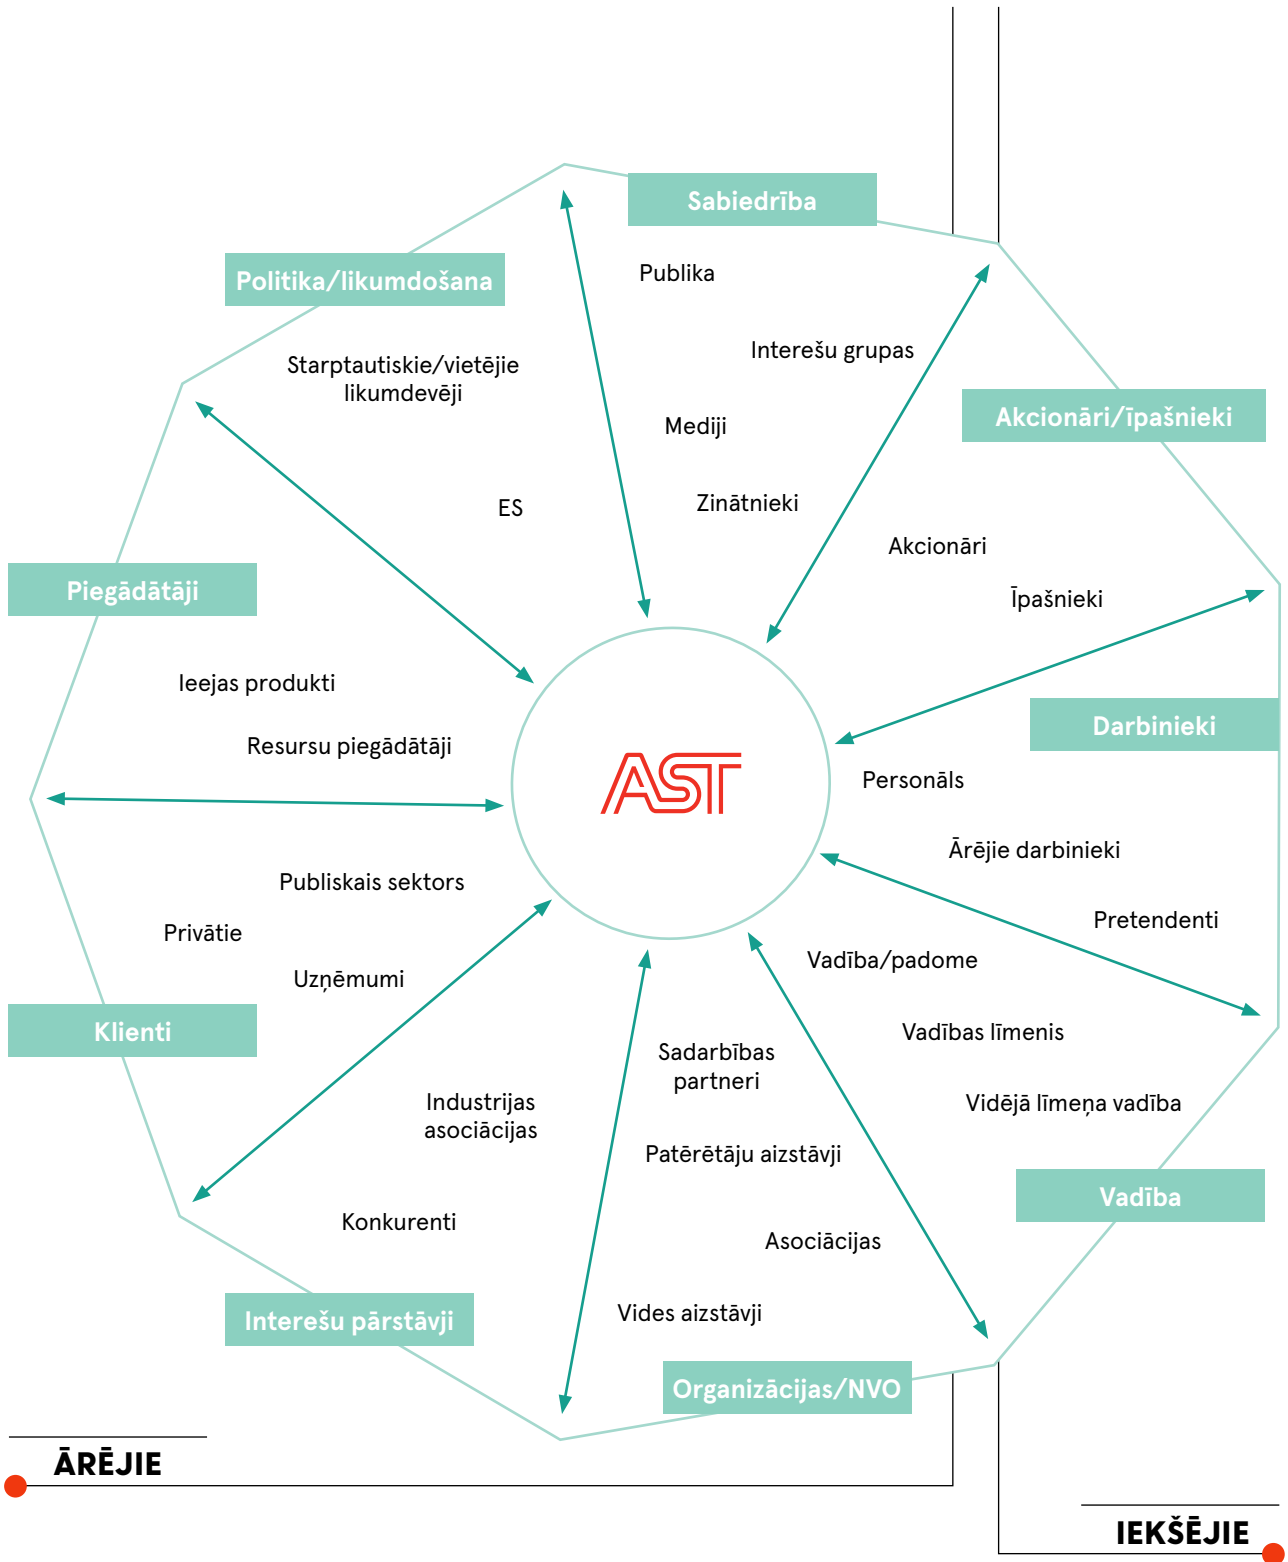 Sabiedrība
Publika
Interešu grupas
Mediji
Zinātnieki
Politika/likumdošana
Starptautiskie/vietējie
likumdevēji
ES
Akcionāri/īpašnieki
Akcionāri
Īpašnieki
Piegādātāji
Ieejas produkti
Resursu piegādātāji
AST
Darbinieki
Personāls
Ārējie darbinieki
Pretendenti
Publiskais sektors
Privātie
Uzņēmumi
Klienti
Vadība/padome
Vadības līmenis
Vidējā līmeņa vadība
Vadība
Sadarbības
partneri
Patērētāju aizstāvji
Asociācijas
Vides aizstāvji
Organizācijas/NVO
Industrijas
asociācijas
Konkurenti
Interešu pārstāvji
ĀRĒJIE
IEKŠĒJIE